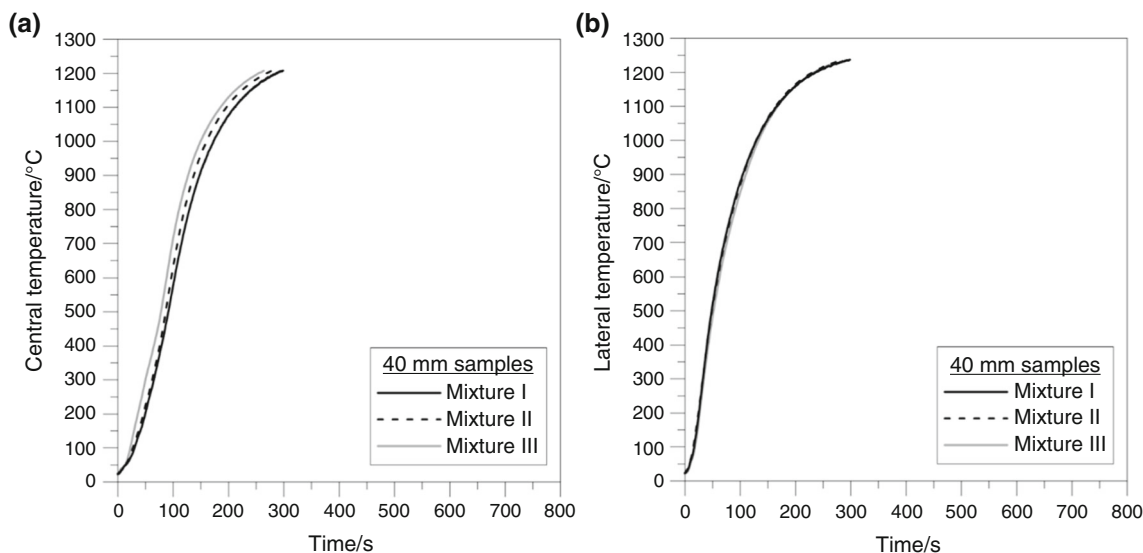 (a)
1300
1200
1100
1000
900
800
700
600
500
400
300
200
100
0
Central temperature/°C
0 100 200 300 400 500 600 700 800
Time/s
40 mm samples
Mixture I
Mixture II
Mixture III
(b)
1300
1200
1100
1000
900
800
700
600
500
400
300
200
100
0
Lateral temperature/°C
0 100 200 300 400 500 600 700 800
Time/s
40 mm samples
Mixture I
Mixture II
Mixture III